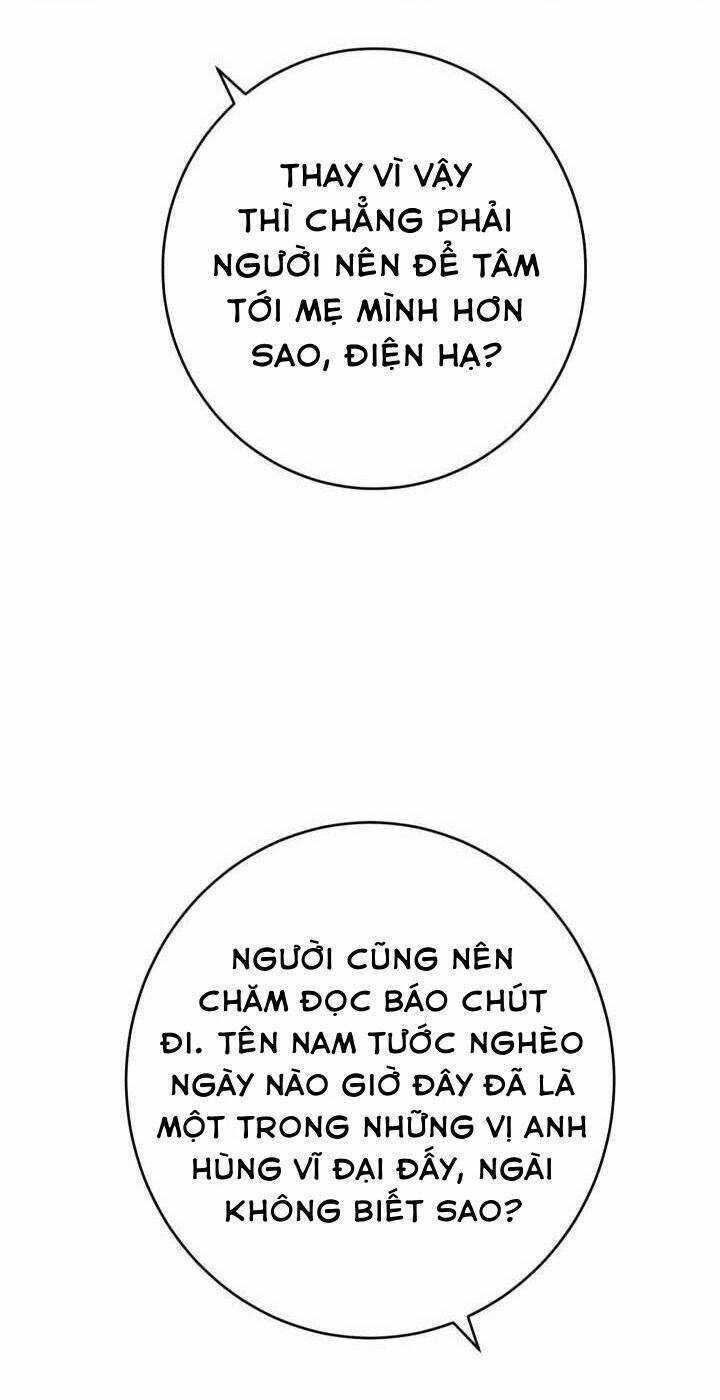 THAY VÌ VẬY
THÌ CHẲNG PHẢI
NGƯỜI NÊN ĐỂ TÂM
TỚI MẸ MÌNH HƠN
SAO, ĐIỆN HẠ?
NGƯỜI CŨNG NÊN
CHĂM ĐỌC BÁO CHÚT
ĐI. TÊN NAM TƯỚC NGHÈO
NGÀY NÀO GIỜ ĐÂY ĐÃ LÀ
MỘT TRONG NHỮNG VỊ ANH
HÙNG VĨ ĐẠI ĐẤY, NGÀI
KHÔNG BIẾT SAO?